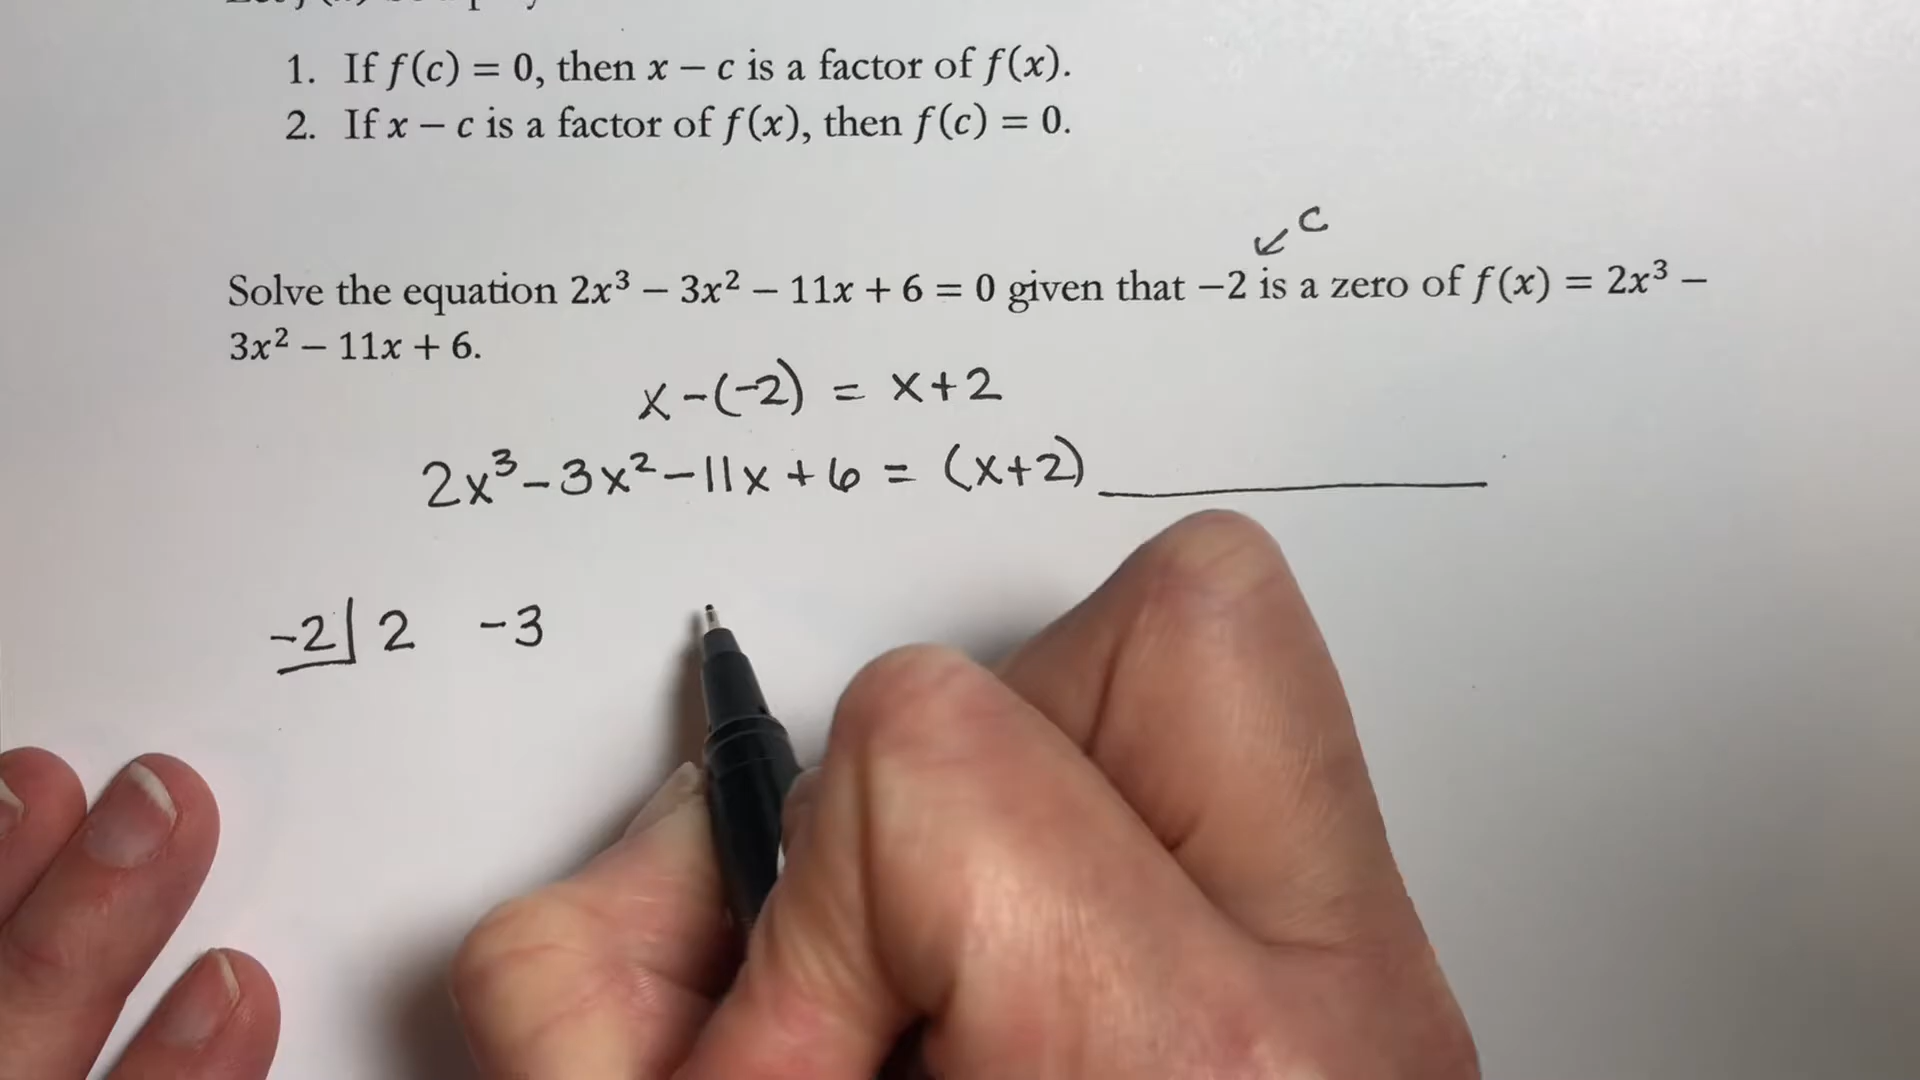 1. If f(c) = 0, then x − c is a factor of f(x).
2. If x − c is a factor of f(x), then f(c) = 0.
c
Solve the equation 2x³ − 3x² − 11x + 6 = 0 given that −2 is a zero of f(x) = 2x³ −
3x² − 11x + 6.
x-(-2) = x+2
2x³-3x²-11x+6 = (x+2)
-2 2 -3